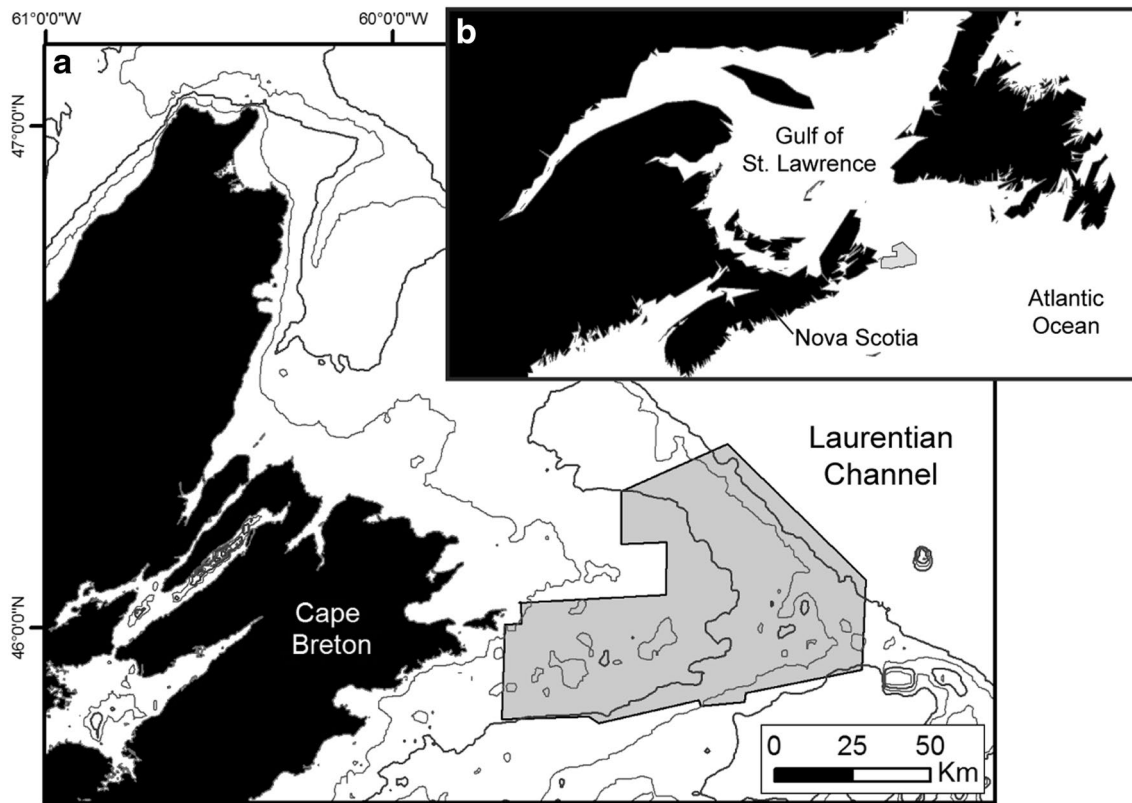 61°0'0"W
60°0'0"W
a
b
47°0'0"N
Gulf of
St. Lawrence
Atlantic
Ocean
Nova Scotia
Laurentian
Channel
Cape
Breton
46°0'0"N
0 25 50
Km